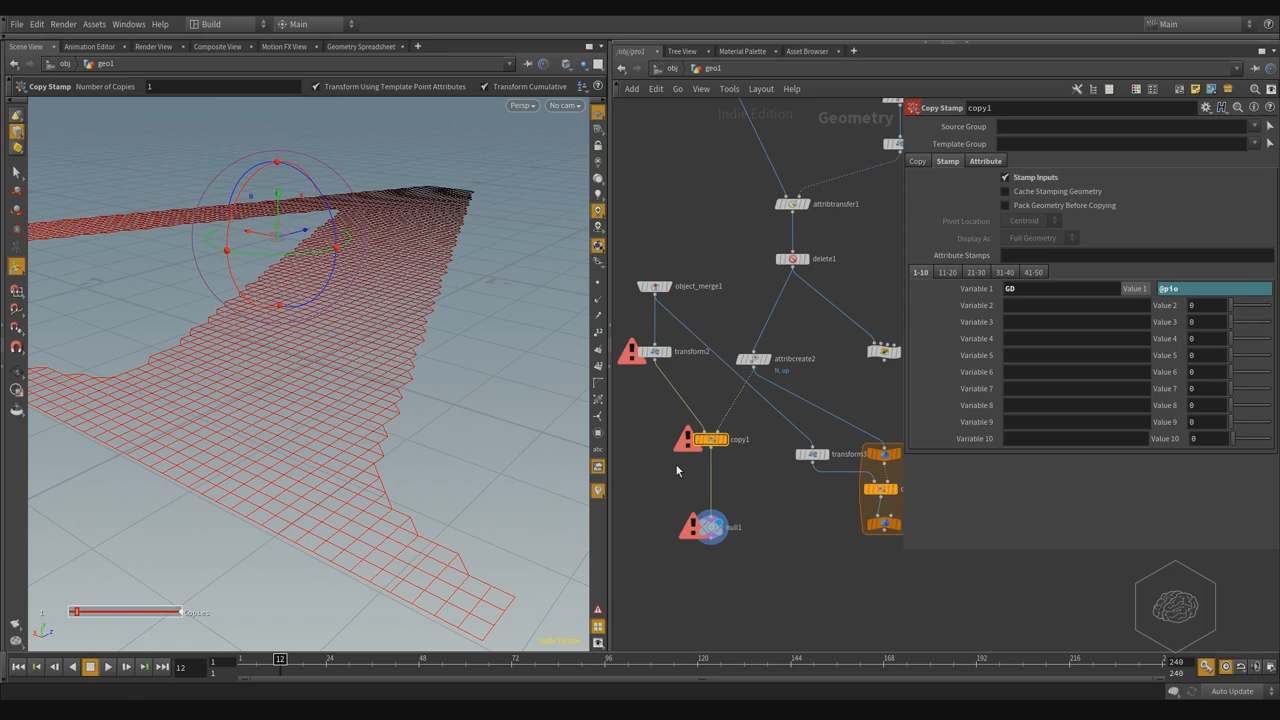 File Edit Render Assets Windows Help Build Main Main
Scene View Animation Editor Render View Composite View Motion FX View Geometry Spreadsheet
/obj/geo1 Tree View Material Palette Asset Browser
obj geo1
obj geo1
Copy Stamp Number of Copies 1 Transform Using Template Point Attributes Transform Cumulative
Add Edit Go View Tools Layout Help
Persp No cam
Indie Edition Geometry
Copy Stamp copy1
Source Group
Template Group
Copy Stamp Attribute
Stamp Inputs
Cache Stamping Geometry
Pack Geometry Before Copying
Pivot Location Centroid
Display As Full Geometry
Attribute Stamps
1-10 11-20 21-30 31-40 41-50
Variable 1 GD Value 1 @pio
Variable 2 Value 2 0
Variable 3 Value 3 0
Variable 4 Value 4 0
Variable 5 Value 5 0
Variable 6 Value 6 0
Variable 7 Value 7 0
Variable 8 Value 8 0
Variable 9 Value 9 0
Variable 10 Value 10 0
attribtransfer1
delete1
object_merge1
transform2
attribcreate2
N_up
copy1
transform3
null1
12
abc
1 Copies
Indie Edition
12 1 1 1 12 24 48 72 96 120 144 168 192 216 2 240 240
Auto Update